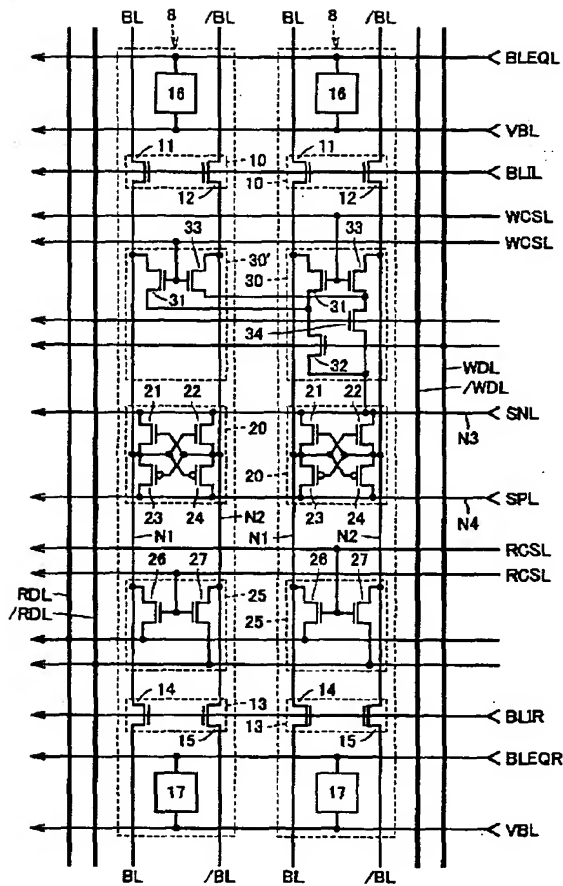 BL 8 /BL BL 8 /BL
BLEQL
16 16
VBL
11 11
10
BLIL
10
12 12
WCSL
WCSL
33 30' 33
30
31 31
34
32
WDL
/WDL
21 22 21 22
SNL
20 N3
20
SPL
23 24 23 24
N4
N1 N2 N1 N2
RCSL
26 27 26 27
RCSL
RDL
/RDL
25
25
14 14
13
BLIR
13
15 15
BLEQR
17 17
VBL
BL /BL BL /BL